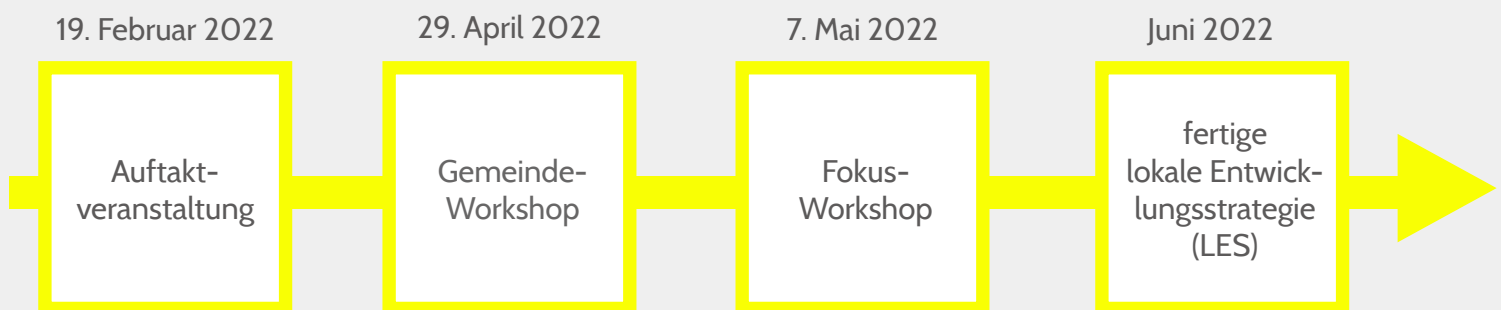 19. Februar 2022
29. April 2022
7. Mai 2022
Juni 2022
Auftakt-
veranstaltung
Gemeinde-
Workshop
Fokus-
Workshop
fertige
lokale Entwick-
lungsstrategie
(LES)